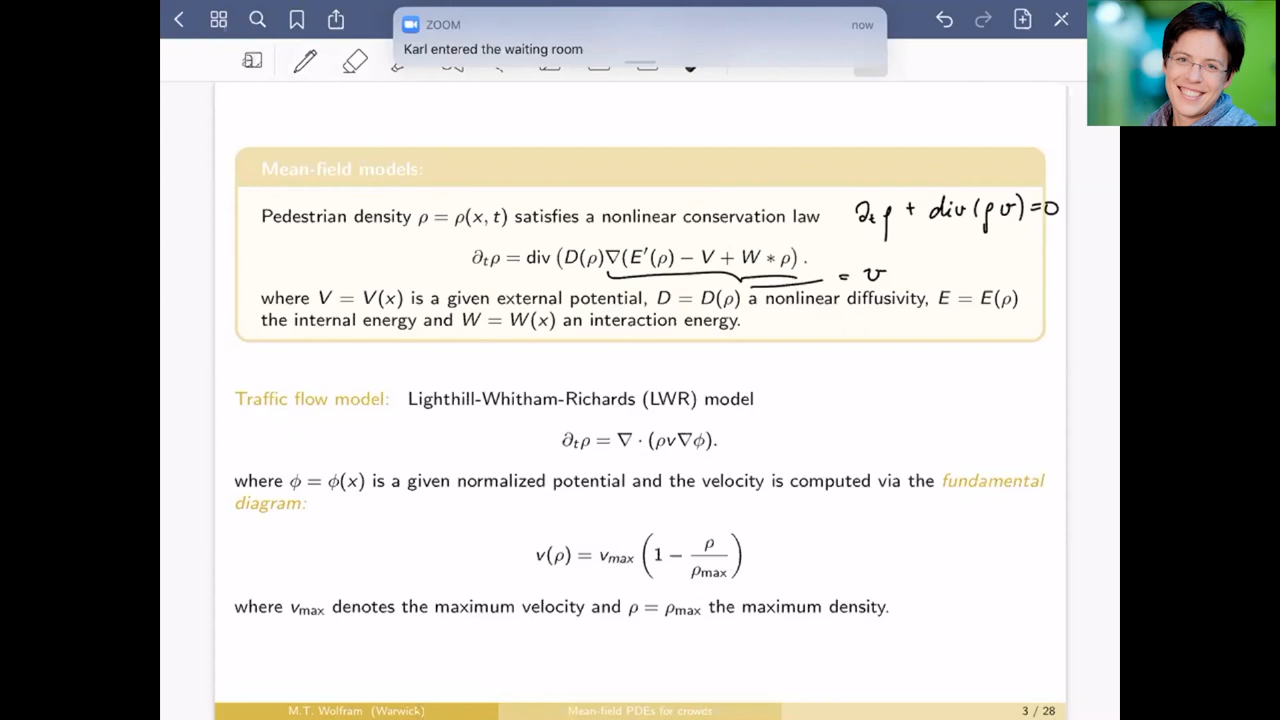 ZOOM
now
Karl entered the waiting room
Mean-field models:
Pedestrian density ρ = ρ(x, t) satisfies a nonlinear conservation law
∂ₜρ + div(ρv)=0
∂ₜρ = div (D(ρ)∇(E′(ρ) − V + W ∗ ρ) .
= v
where V = V(x) is a given external potential, D = D(ρ) a nonlinear diffusivity, E = E(ρ)
the internal energy and W = W(x) an interaction energy.
Traffic flow model: Lighthill-Whitham-Richards (LWR) model
∂ₜρ = ∇ · (ρv∇ϕ).
where ϕ = ϕ(x) is a given normalized potential and the velocity is computed via the fundamental
diagram:
v(ρ) = vmax (1 − ρ/ρmax)
where vmax denotes the maximum velocity and ρ = ρmax the maximum density.
M.T. Wolfram (Warwick) Mean-field PDEs for crowds 3 / 28